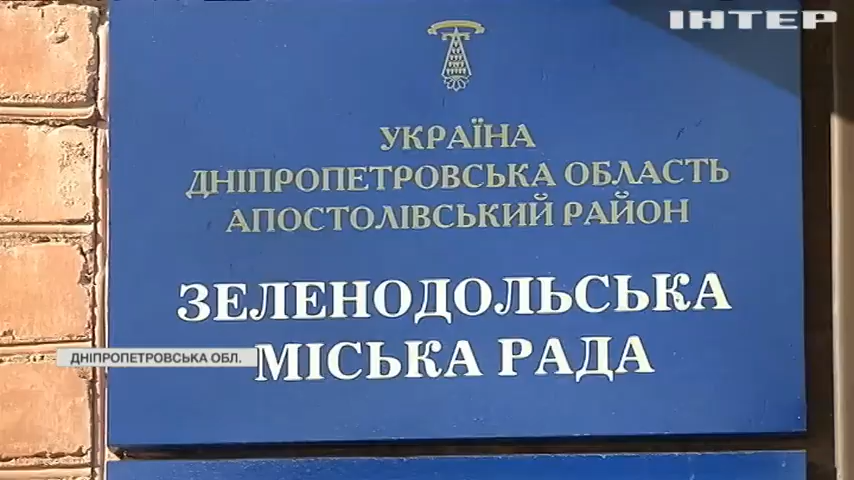 ІНТЕР
УКРАЇНА
ДНІПРОПЕТРОВСЬКА ОБЛАСТЬ
АПОСТОЛІВСЬКИЙ РАЙОН
ЗЕЛЕНОДОЛЬСЬКА
МІСЬКА РАДА
ДНІПРОПЕТРОВСЬКА ОБЛ.